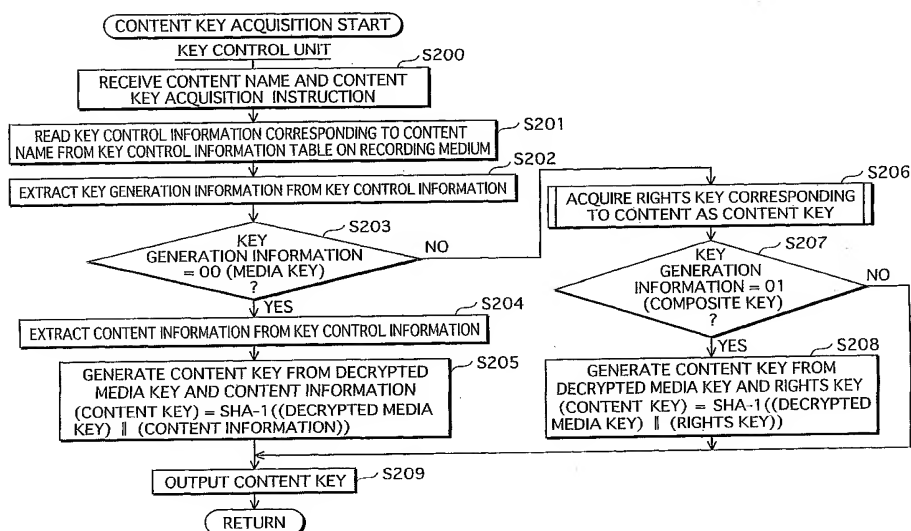 CONTENT KEY ACQUISITION START
KEY CONTROL UNIT
S200
RECEIVE CONTENT NAME AND CONTENT
KEY ACQUISITION INSTRUCTION
S201
READ KEY CONTROL INFORMATION CORRESPONDING TO CONTENT
NAME FROM KEY CONTROL INFORMATION TABLE ON RECORDING MEDIUM
S202
EXTRACT KEY GENERATION INFORMATION FROM KEY CONTROL INFORMATION
S203
KEY
GENERATION INFORMATION
= 00 (MEDIA KEY)
?
NO
YES
S204
EXTRACT CONTENT INFORMATION FROM KEY CONTROL INFORMATION
S205
GENERATE CONTENT KEY FROM DECRYPTED
MEDIA KEY AND CONTENT INFORMATION
(CONTENT KEY) = SHA-1((DECRYPTED MEDIA
KEY) || (CONTENT INFORMATION))
S206
ACQUIRE RIGHTS KEY CORRESPONDING
TO CONTENT AS CONTENT KEY
S207
KEY
GENERATION
INFORMATION = 01
(COMPOSITE KEY)
?
NO
YES
S208
GENERATE CONTENT KEY FROM
DECRYPTED MEDIA KEY AND RIGHTS KEY
(CONTENT KEY) = SHA-1((DECRYPTED
MEDIA KEY) || (RIGHTS KEY))
S209
OUTPUT CONTENT KEY
RETURN